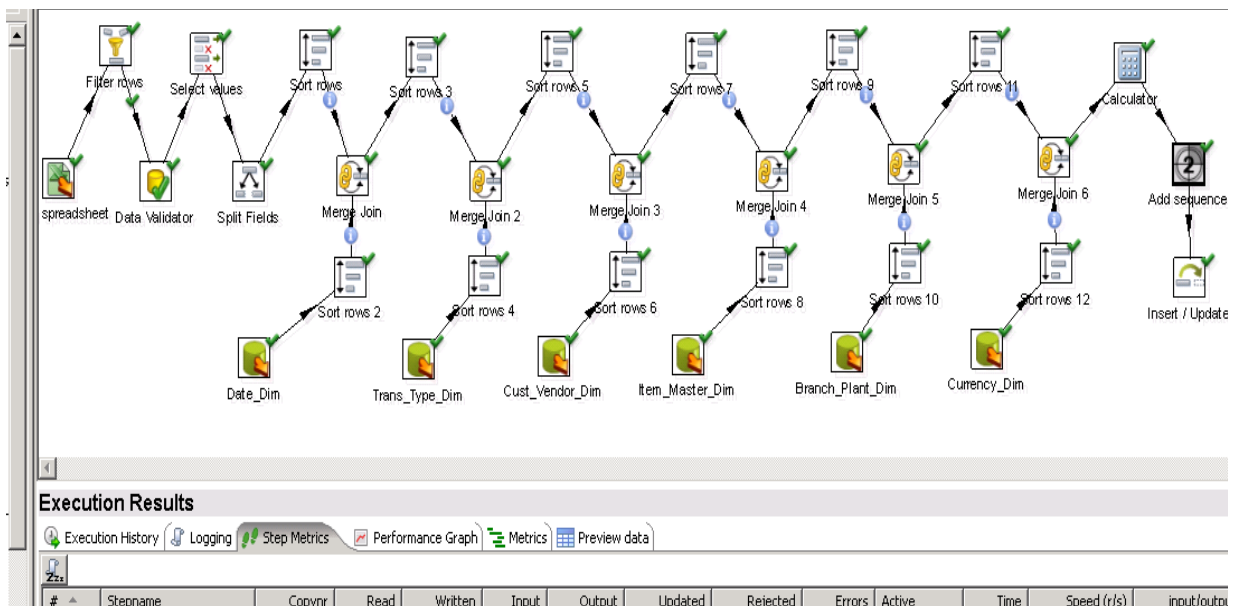 Filter rows
Select values
Sort rows
Sort rows 3
Sort rows 5
Sort rows 7
Sort rows 9
Sort rows 11
Calculator
spreadsheet
Data Validator
Split Fields
Merge Join
Merge Join 2
Merge Join 3
Merge Join 4
Merge Join 5
Merge Join 6
2
Add sequence
Sort rows 2
Sort rows 4
Sort rows 6
Sort rows 8
Sort rows 10
Sort rows 12
Insert / Update
Date_Dim
Trans_Type_Dim
Cust_Vendor_Dim
Item_Master_Dim
Branch_Plant_Dim
Currency_Dim
Execution Results
Execution History Logging Step Metrics Performance Graph Metrics Preview data
# Stepname Copynr Read Written Input Output Updated Rejected Errors Active Time Speed (r/s) input/outpu